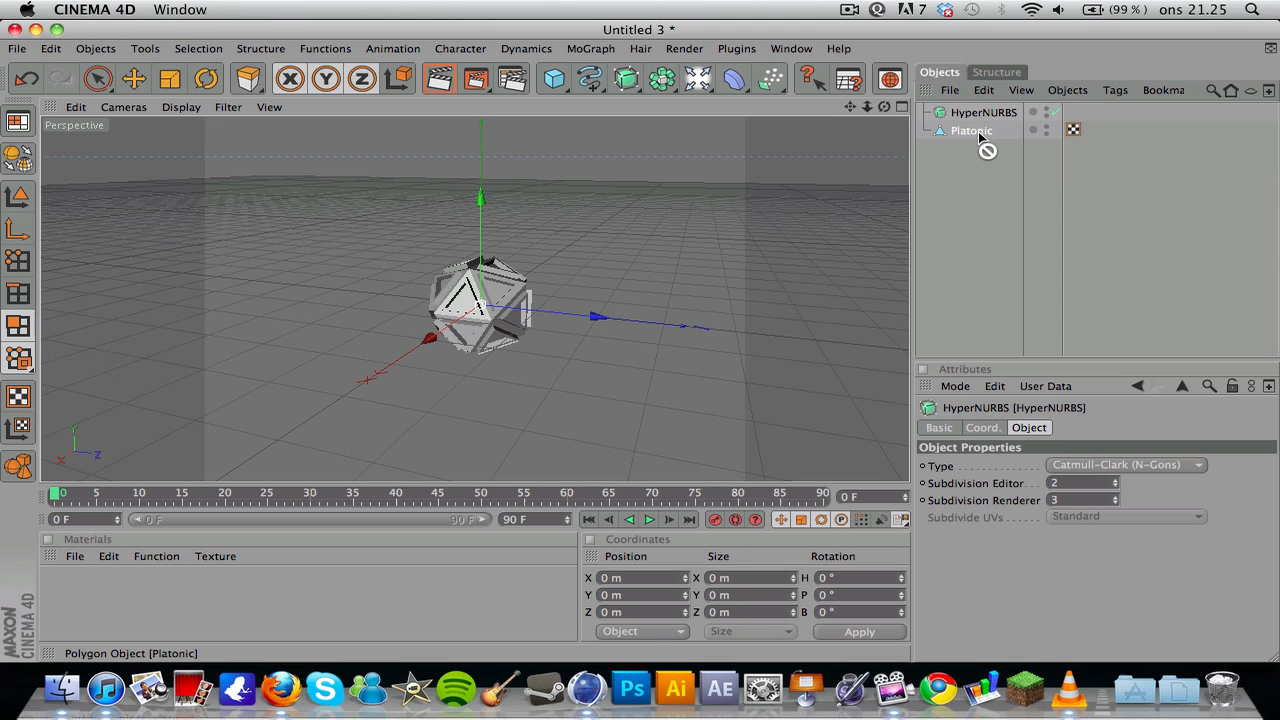 CINEMA 4D Window 7 (99 %) ons 21.25
Untitled 3 *
File Edit Objects Tools Selection Structure Functions Animation Character Dynamics MoGraph Hair Render Plugins Window Help
X Y Z
Objects Structure
File Edit View Objects Tags Bookma
Edit Cameras Display Filter View
Perspective
HyperNURBS
Platonic
Y
X Z
Attributes
Mode Edit User Data
HyperNURBS [HyperNURBS]
Basic Coord. Object
Object Properties
Type Catmull-Clark (N-Gons)
Subdivision Editor 2
Subdivision Renderer 3
Subdivide UVs Standard
0 5 10 15 20 25 30 35 40 45 50 55 60 65 70 75 80 85 90 0 F
0 F 0 F 90 F 90 F
Materials
File Edit Function Texture
Coordinates
Position Size Rotation
X 0 m X 0 m H 0 °
Y 0 m Y 0 m P 0 °
Z 0 m Z 0 m B 0 °
Object Size Apply
MAXON
CINEMA 4D
Polygon Object [Platonic]
Ps Ai AE